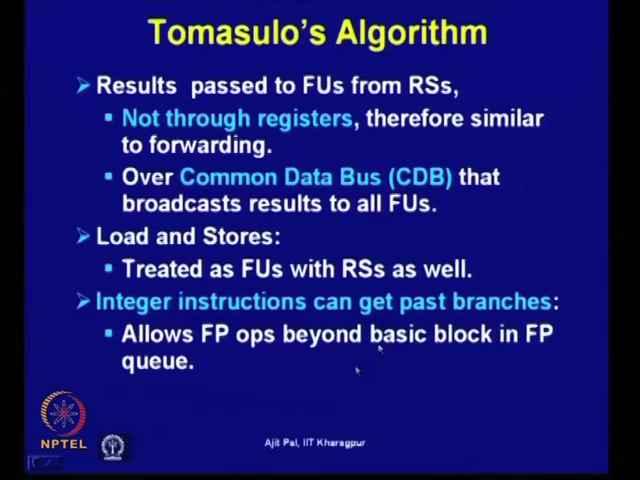 Tomasulo's Algorithm
Results passed to FUs from RSs,
Not through registers, therefore similar
to forwarding.
Over Common Data Bus (CDB) that
broadcasts results to all FUs.
Load and Stores:
Treated as FUs with RSs as well.
Integer instructions can get past branches:
Allows FP ops beyond basic block in FP
queue.
NPTEL
Ajit Pal, IIT Kharagpur